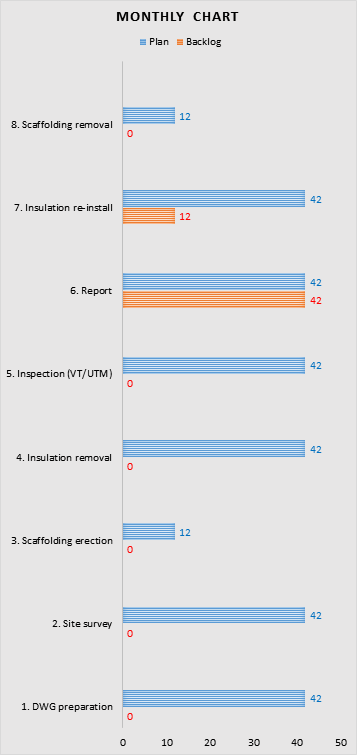 MONTHLY CHART
Plan Backlog
8. Scaffolding removal 12
0
7. Insulation re-install 42
12
6. Report 42
42
5. Inspection (VT/UTM) 42
0
4. Insulation removal 42
0
3. Scaffolding erection 12
0
2. Site survey 42
0
1. DWG preparation 42
0
0 10 20 30 40 50